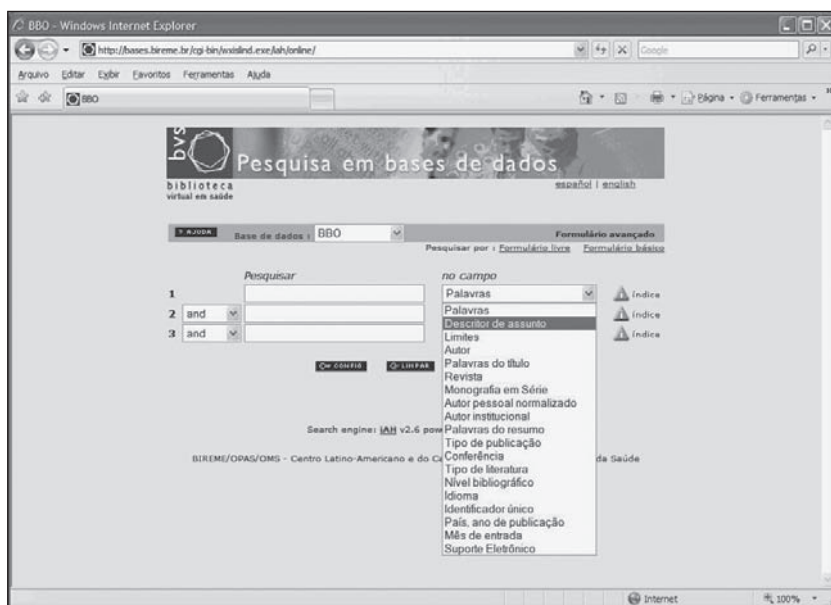 BBO - Windows Internet Explorer
http://bases.bireme.br/cgi-bin/wxislind.exe/iah/online/
Google
Arquivo Editar Exibir Favoritos Ferramentas Ajuda
BBO
Página
Ferramentas
bvs
Pesquisa em bases de dados
biblioteca
virtual em saúde
español | english
? AJUDA
Base de dados : BBO
Formulário avançado
Pesquisar por : Formulário livre Formulário básico
Pesquisar no campo
1 Palavras índice
2 and índice
3 and índice
Palavras
Descritor de assunto
Limites
Autor
Palavras do título
Revista
Monografia em Série
Autor pessoal normalizado
Autor institucional
Palavras do resumo
Tipo de publicação
Conferência
Tipo de literatura
Nível bibliográfico
Idioma
Identificador único
País, ano de publicação
Mês de entrada
Suporte Eletrônico
CONFIG LIMPAR
Search engine: iAH v2.6 pow
BIREME/OPAS/OMS - Centro Latino-Americano e do Ca da Saúde
Internet
100%